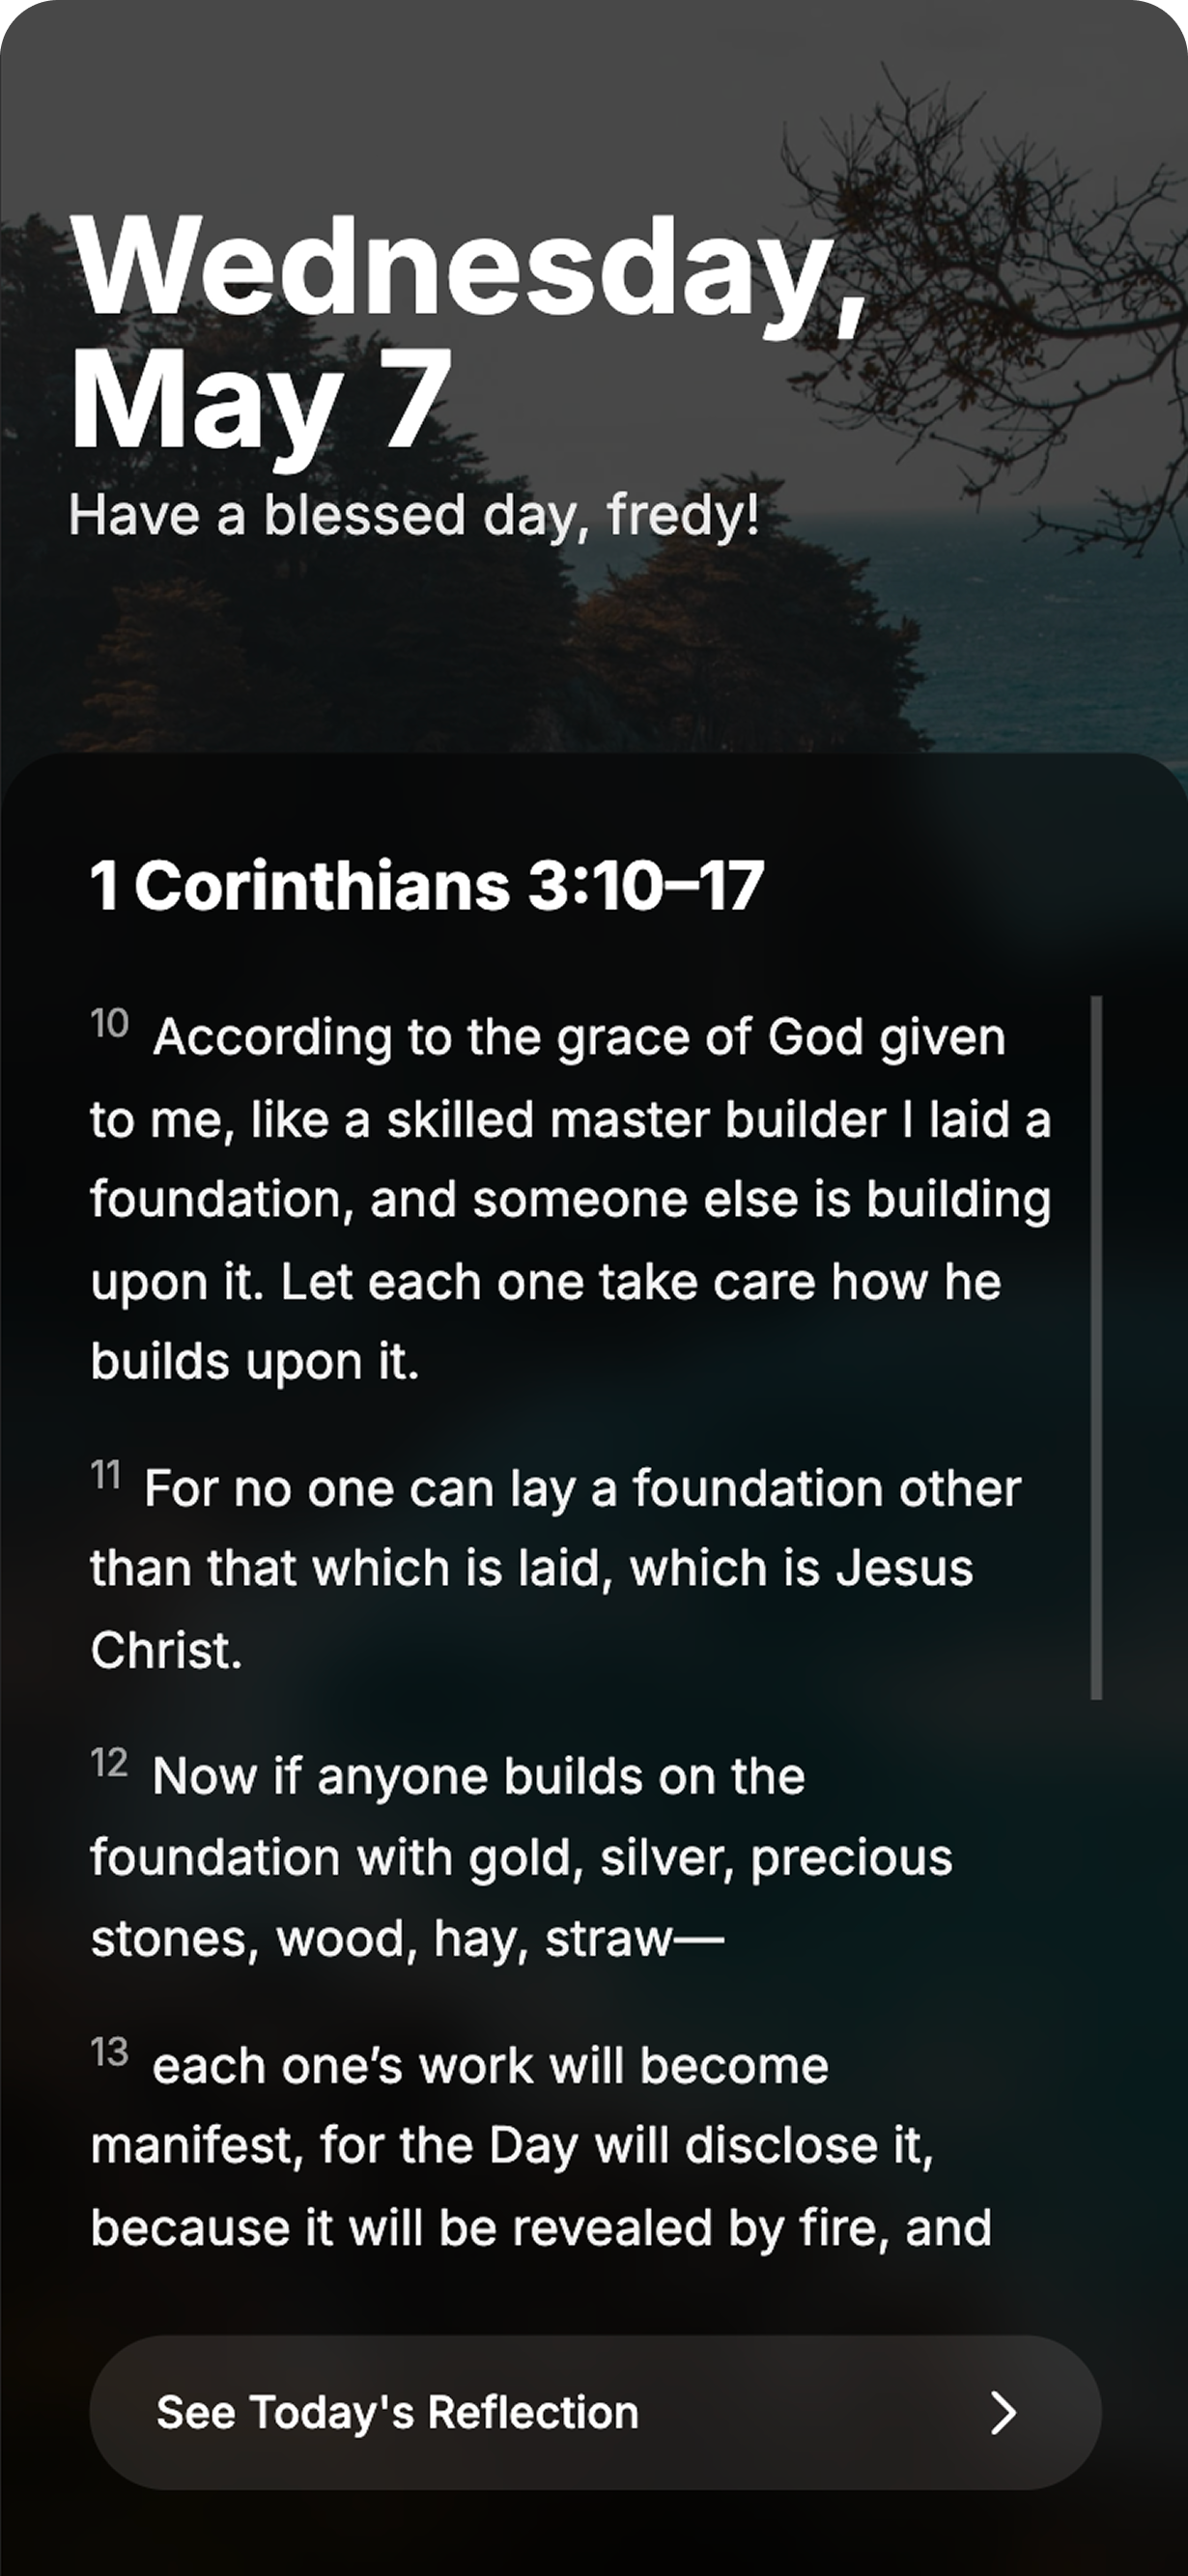 Wednesday,
May 7
Have a blessed day, fredy!
1 Corinthians 3:10–17
10 According to the grace of God given
to me, like a skilled master builder I laid a
foundation, and someone else is building
upon it. Let each one take care how he
builds upon it.
11 For no one can lay a foundation other
than that which is laid, which is Jesus
Christ.
12 Now if anyone builds on the
foundation with gold, silver, precious
stones, wood, hay, straw—
13 each one’s work will become
manifest, for the Day will disclose it,
because it will be revealed by fire, and
See Today's Reflection